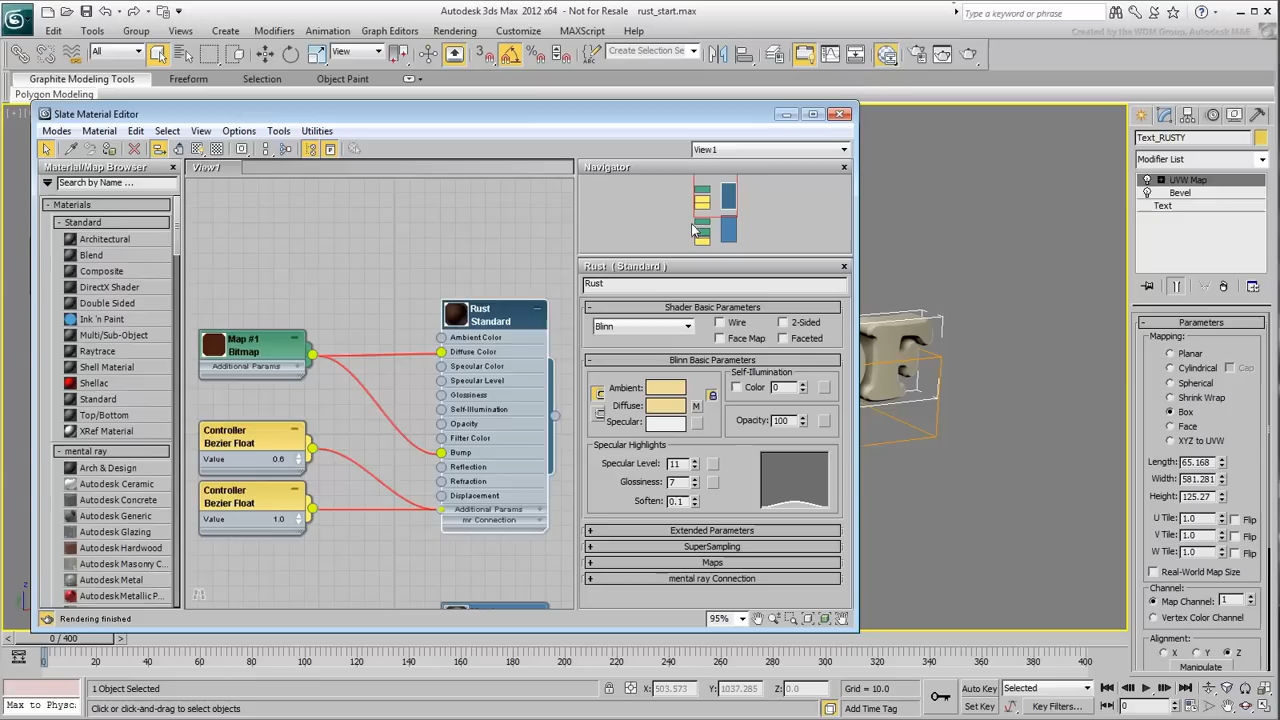 Autodesk 3ds Max 2012 x64 - Not for Resale rust_start.max
Type a keyword or phrase
Edit Tools Group Views Create Modifiers Animation Graph Editors Rendering Customize MAXScript Help
Created by the WDM Group, Autodesk M&E
All View Create Selection Se
Graphite Modeling Tools Freeform Selection Object Paint
Polygon Modeling
Slate Material Editor
Modes Material Edit Select View Options Tools Utilities
View1
Material/Map Browser
Search by Name ...
- Materials
- Standard
Architectural
Blend
Composite
DirectX Shader
Double Sided
Ink 'n Paint
Multi/Sub-Object
Raytrace
Shell Material
Shellac
Standard
Top/Bottom
XRef Material
- mental ray
Arch & Design
Autodesk Ceramic
Autodesk Concrete
Autodesk Generic
Autodesk Glazing
Autodesk Hardwood
Autodesk Masonry C
Autodesk Metal
Autodesk Metallic P
View1
Map #1
Bitmap
Additional Params +
Controller
Bezier Float
Value 0.6
Controller
Bezier Float
Value 1.0
Rust
Standard
Ambient Color
Diffuse Color
Specular Color
Specular Level
Glossiness
Self-Illumination
Opacity
Filter Color
Bump
Reflection
Refraction
Displacement
Additional Params +
mr Connection +
Navigator
Rust ( Standard )
Rust
- Shader Basic Parameters
Blinn
Wire 2-Sided
Face Map Faceted
- Blinn Basic Parameters
Self-Illumination
Ambient: Color 0
Diffuse: M
Specular: Opacity: 100
Specular Highlights
Specular Level: 11
Glossiness: 7
Soften: 0.1
+ Extended Parameters
+ SuperSampling
+ Maps
+ mental ray Connection
Rendering finished
95%
Text_RUSTY
Modifier List
UVW Map
Bevel
Text
- Parameters
Mapping:
Planar
Cylindrical Cap
Spherical
Shrink Wrap
Box
Face
XYZ to UVW
Length: 65.168
Width: 581.281
Height: 125.27
U Tile: 1.0 Flip
V Tile: 1.0 Flip
W Tile: 1.0 Flip
Real-World Map Size
Channel:
Map Channel: 1
Vertex Color Channel
Alignment:
X Y Z
Manipulate
0 / 400
0 20 40 60 80 100 120 140 160 180 200 220 240 260 280 300 320 340 360 380 400
1 Object Selected X: 503.573 Y: 1037.285 Z: 0.0 Grid = 10.0 Auto Key Selected
Max to Physc Click or click-and-drag to select objects Add Time Tag Set Key Key Filters... 0